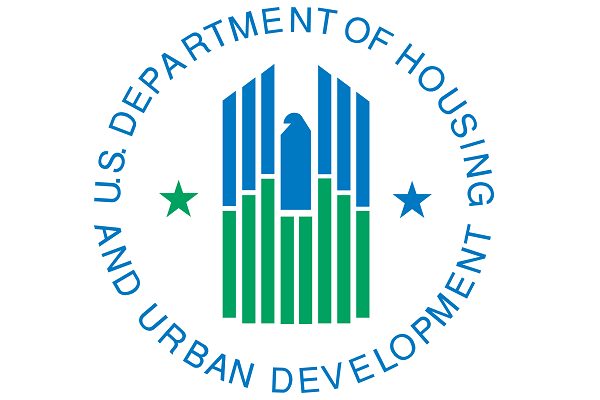 U.S. DEPARTMENT OF HOUSING
AND URBAN DEVELOPMENT